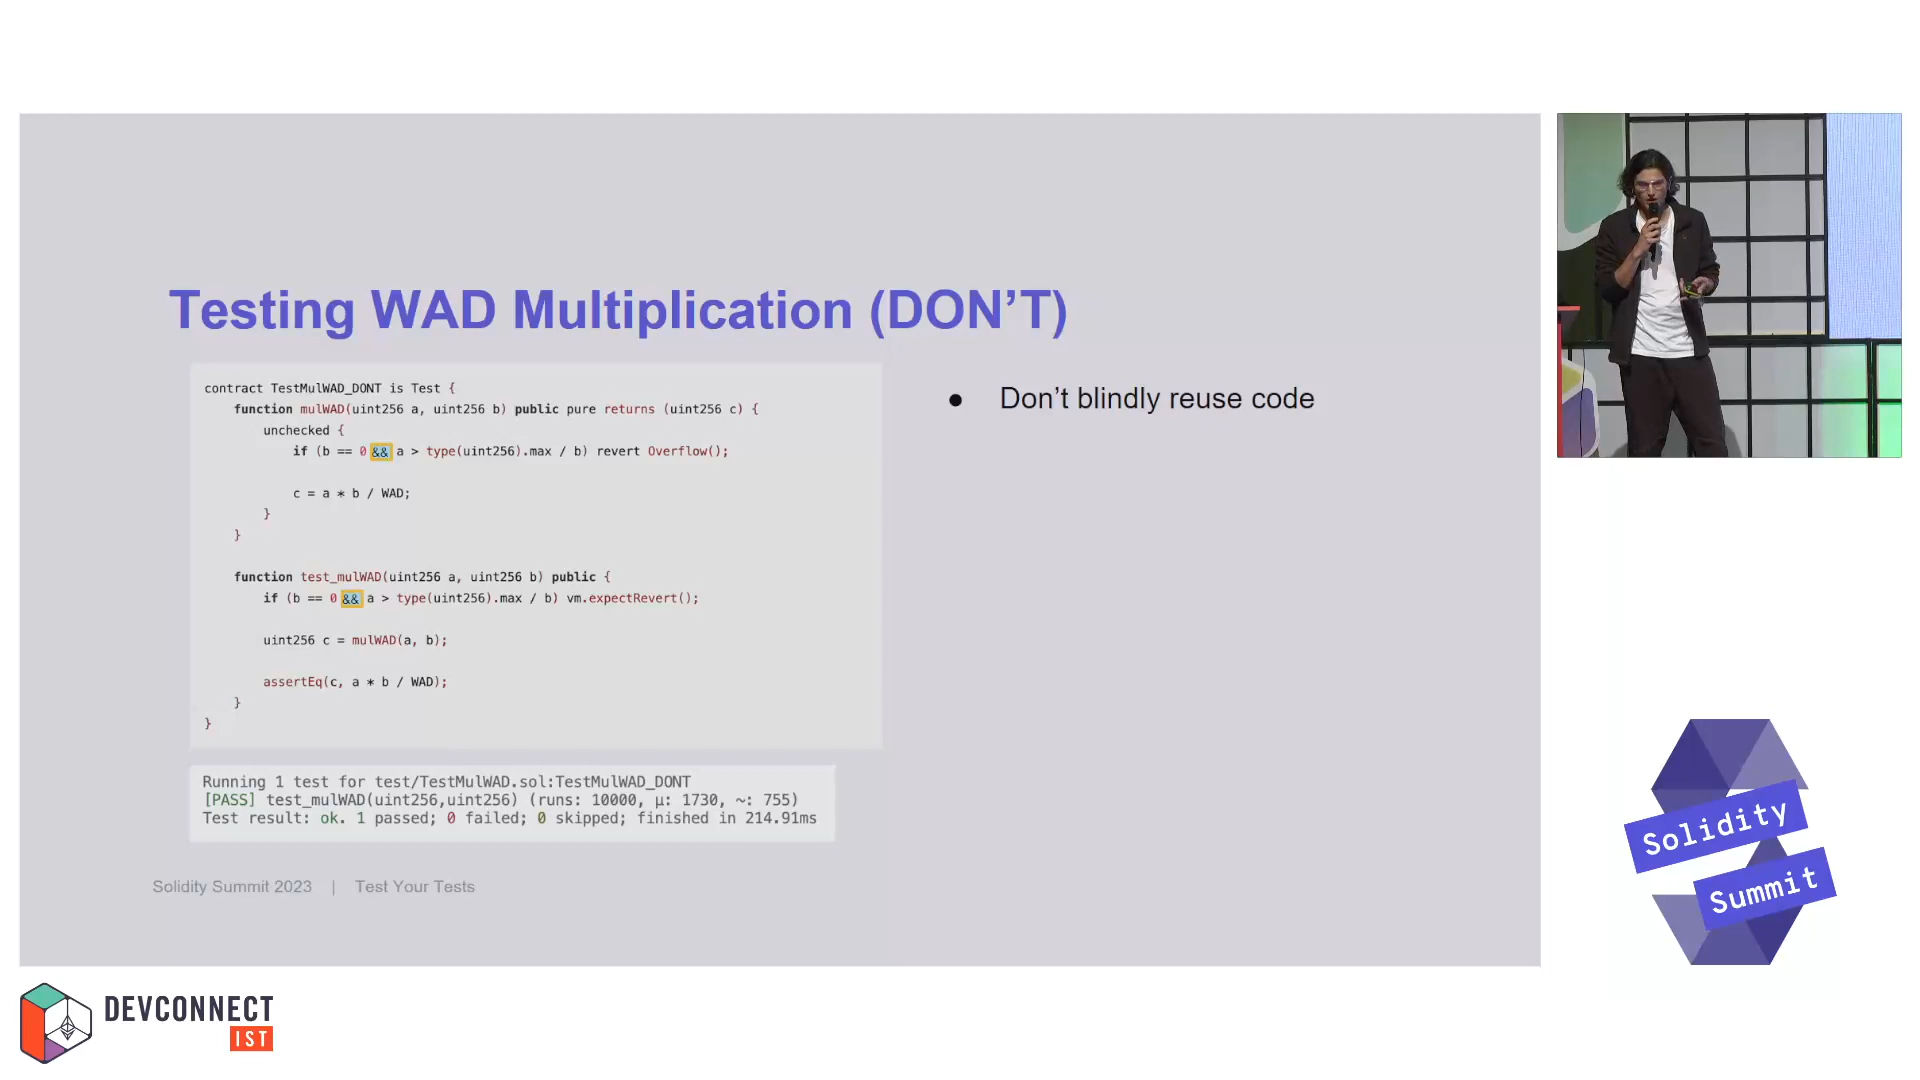 Testing WAD Multiplication (DON’T)
contract TestMulWAD_DONT is Test {
function mulWAD(uint256 a, uint256 b) public pure returns (uint256 c) {
unchecked {
if (b == 0 && a > type(uint256).max / b) revert Overflow();
c = a * b / WAD;
}
}
function test_mulWAD(uint256 a, uint256 b) public {
if (b == 0 && a > type(uint256).max / b) vm.expectRevert();
uint256 c = mulWAD(a, b);
assertEq(c, a * b / WAD);
}
}
Running 1 test for test/TestMulWAD.sol:TestMulWAD_DONT
[PASS] test_mulWAD(uint256,uint256) (runs: 10000, μ: 1730, ~: 755)
Test result: ok. 1 passed; 0 failed; 0 skipped; finished in 214.91ms
● Don’t blindly reuse code
Solidity Summit 2023 | Test Your Tests
Solidity
Summit
DEVCONNECT
IST